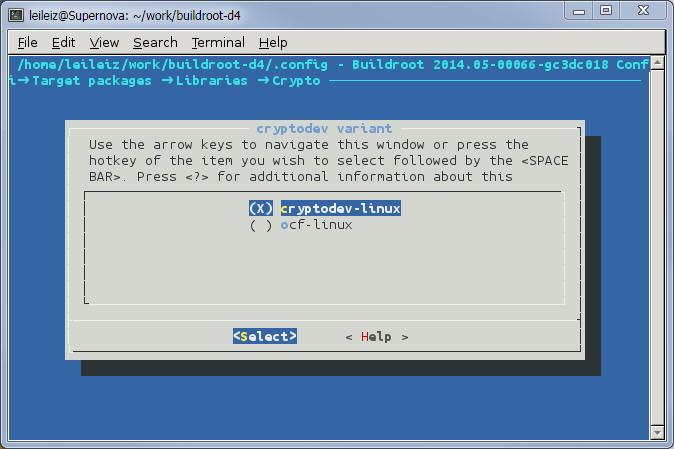 leileiz@Supernova: ~/work/buildroot-d4
File Edit View Search Terminal Help
/home/leileiz/work/buildroot-d4/.config - Buildroot 2014.05-00066-gc3dc018 Conf
i→Target packages →Libraries →Crypto
cryptodev variant
Use the arrow keys to navigate this window or press the
hotkey of the item you wish to select followed by the <SPACE
BAR>. Press <?> for additional information about this
(X) cryptodev-linux
( ) ocf-linux
<Select> < Help >